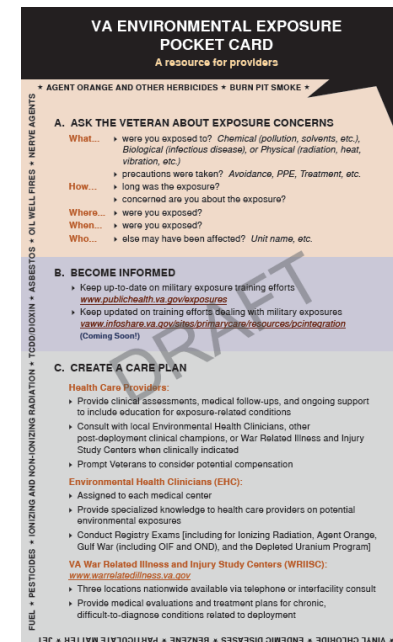 VA ENVIRONMENTAL EXPOSURE
POCKET CARD
A resource for providers
★ AGENT ORANGE AND OTHER HERBICIDES ★ BURN PIT SMOKE ★
A. ASK THE VETERAN ABOUT EXPOSURE CONCERNS
What... ▸ were you exposed to? Chemical (pollution, solvents, etc.),
Biological (infectious disease), or Physical (radiation, heat,
vibration, etc.)
▸ precautions were taken? Avoidance, PPE, Treatment, etc.
How... ▸ long was the exposure?
▸ concerned are you about the exposure?
Where... ▸ were you exposed?
When... ▸ were you exposed?
Who... ▸ else may have been affected? Unit name, etc.
B. BECOME INFORMED
▸ Keep up-to-date on military exposure training efforts
www.publichealth.va.gov/exposures
▸ Keep updated on training efforts dealing with military exposures
vaww.infoshare.va.gov/sites/primarycare/resources/pcintegration
(Coming Soon!)
DRAFT
C. CREATE A CARE PLAN
Health Care Providers:
▸ Provide clinical assessments, medical follow-ups, and ongoing support
to include education for exposure-related conditions
▸ Consult with local Environmental Health Clinicians, other
post-deployment clinical champions, or War Related Illness and Injury
Study Centers when clinically indicated
▸ Prompt Veterans to consider potential compensation
Environmental Health Clinicians (EHC):
▸ Assigned to each medical center
▸ Provide specialized knowledge to health care providers on potential
environmental exposures
▸ Conduct Registry Exams [including for Ionizing Radiation, Agent Orange,
Gulf War (including OIF and OND), and the Depleted Uranium Program]
VA War Related Illness and Injury Study Centers (WRIISC):
www.warrelatedillness.va.gov
▸ Three locations nationwide available via telephone or interfacility consult
▸ Provide medical evaluations and treatment plans for chronic,
difficult-to-diagnose conditions related to deployment
★ VINYL CHLORIDE ★ ENDEMIC DISEASES ★ BENZENE ★ PARTICULATE MATTER ★ JET
FUEL ★ PESTICIDES ★ IONIZING AND NON-IONIZING RADIATION ★ TCDD/DIOXIN ★ ASBESTOS ★ OIL WELL FIRES ★ NERVE AGENTS